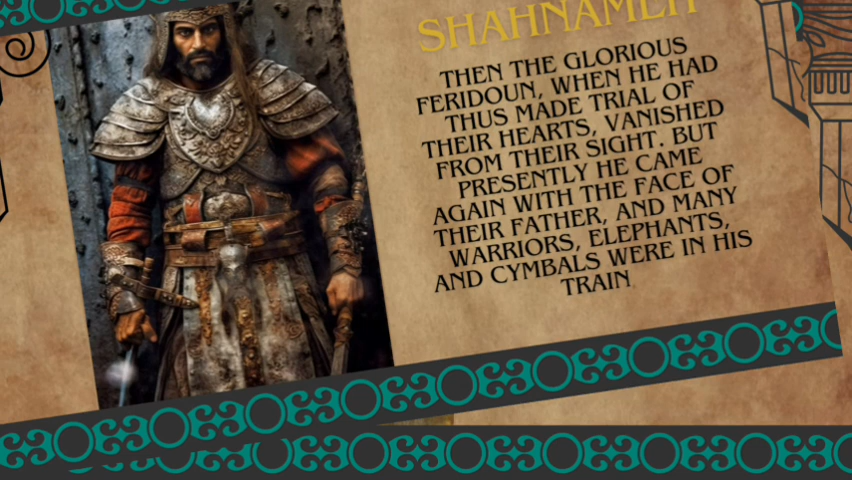 SHAHNAMEH
THEN THE GLORIOUS
FERIDOUN, WHEN HE HAD
THUS MADE TRIAL OF
THEIR HEARTS, VANISHED
FROM THEIR SIGHT. BUT
PRESENTLY HE CAME
AGAIN WITH THE FACE OF
THEIR FATHER, AND MANY
WARRIORS, ELEPHANTS,
AND CYMBALS WERE IN HIS
TRAIN